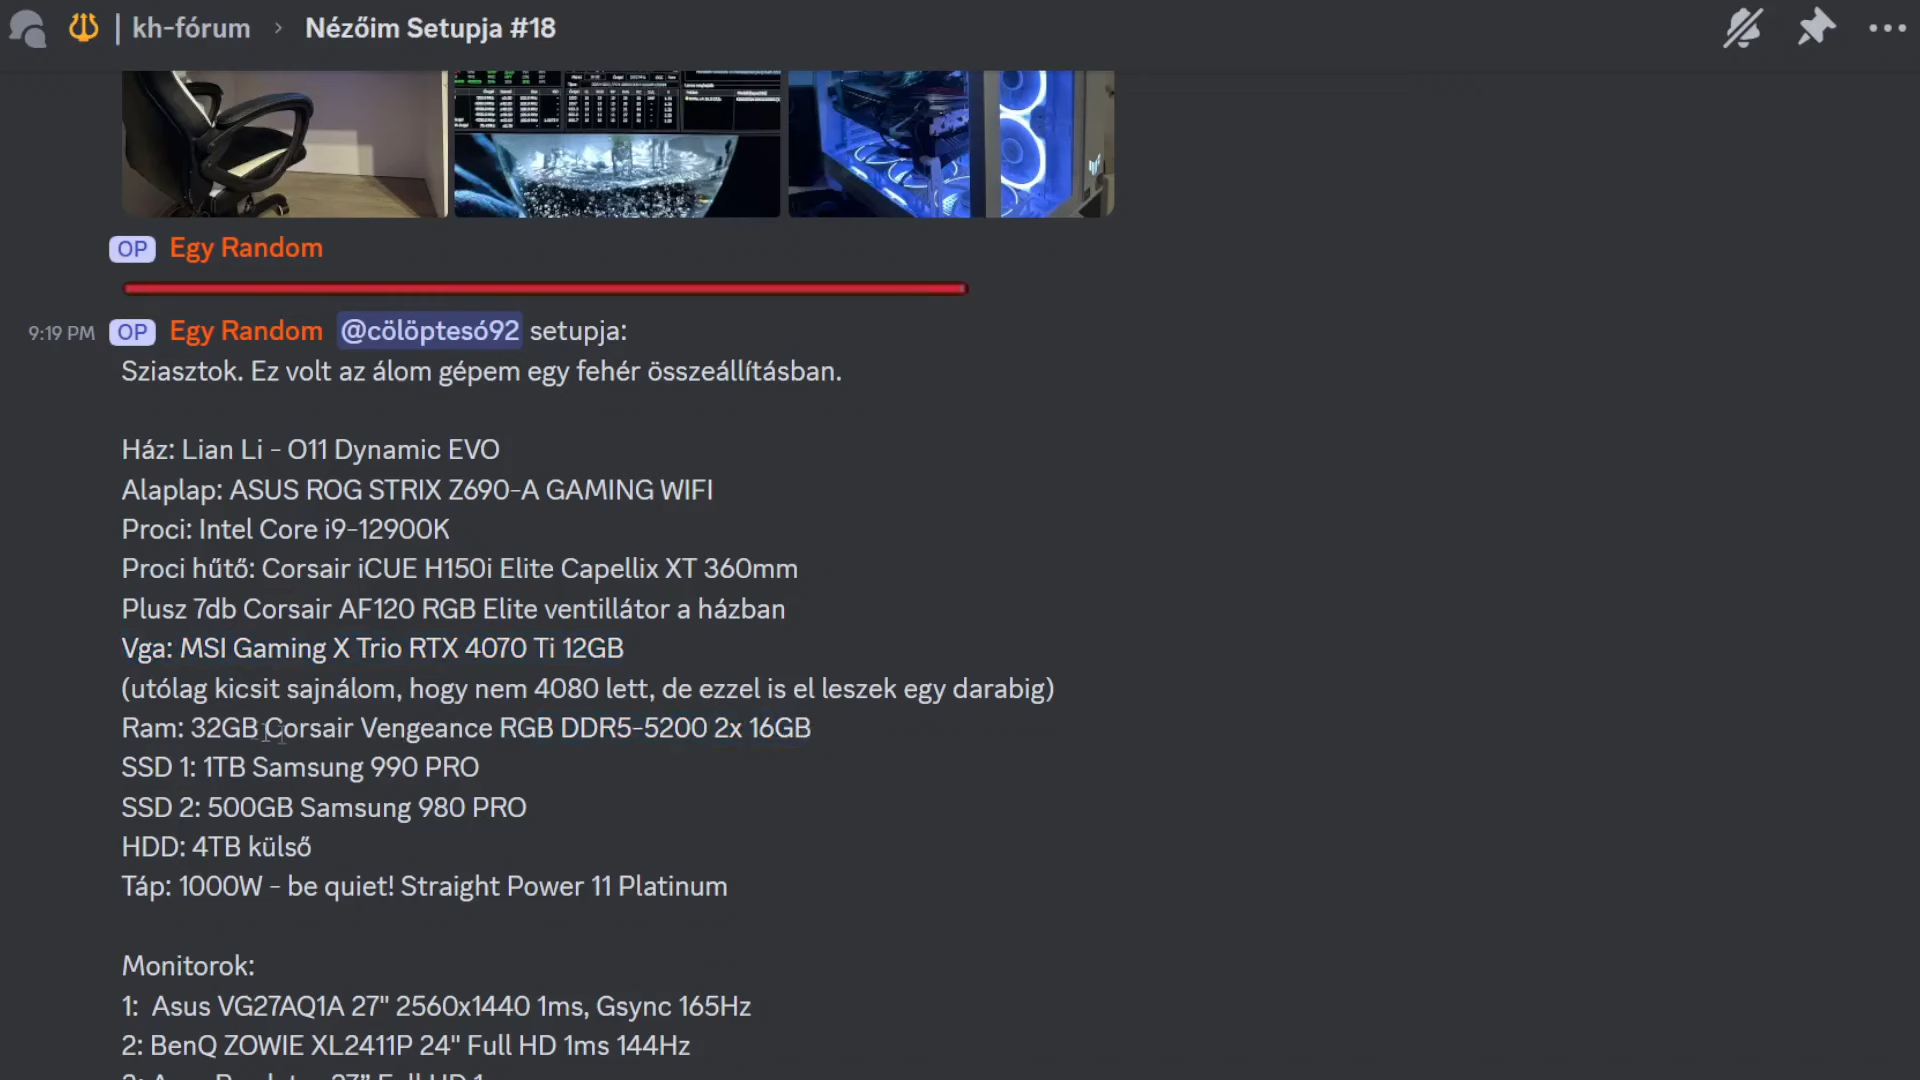 kh-fórum › Nézőim Setupja #18
OP Egy Random
9:19 PM OP Egy Random @cölöptesó92 setupja:
Sziasztok. Ez volt az álom gépem egy fehér összeállításban.
Ház: Lian Li - O11 Dynamic EVO
Alaplap: ASUS ROG STRIX Z690-A GAMING WIFI
Proci: Intel Core i9-12900K
Proci hűtő: Corsair iCUE H150i Elite Capellix XT 360mm
Plusz 7db Corsair AF120 RGB Elite ventillátor a házban
Vga: MSI Gaming X Trio RTX 4070 Ti 12GB
(utólag kicsit sajnálom, hogy nem 4080 lett, de ezzel is el leszek egy darabig)
Ram: 32GB Corsair Vengeance RGB DDR5-5200 2x 16GB
SSD 1: 1TB Samsung 990 PRO
SSD 2: 500GB Samsung 980 PRO
HDD: 4TB külső
Táp: 1000W - be quiet! Straight Power 11 Platinum
Monitorok:
1: Asus VG27AQ1A 27" 2560x1440 1ms, Gsync 165Hz
2: BenQ ZOWIE XL2411P 24" Full HD 1ms 144Hz